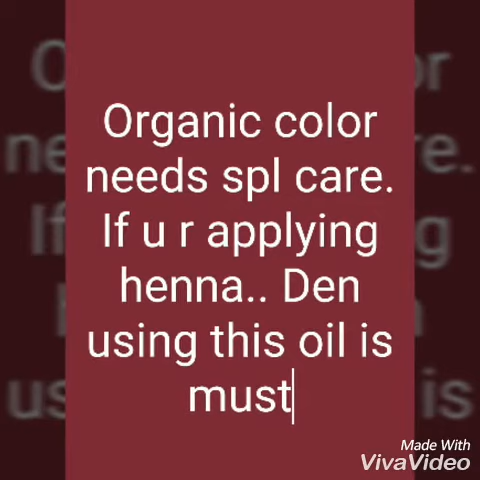 Organic color
needs spl care.
If u r applying
henna.. Den
using this oil is
must
Made With
VivaVideo